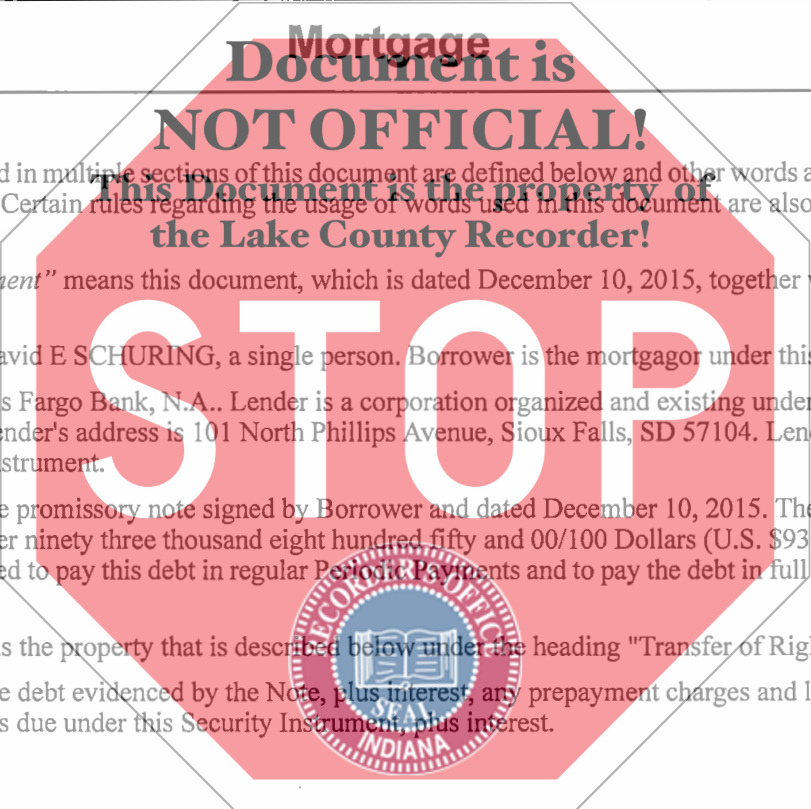 Mortgage
Document is
NOT OFFICIAL!
d in multiple sections of this document are defined below and other words a
This Document is the property of
Certain rules regarding the usage of words used in this document are also
the Lake County Recorder!
ent" means this document, which is dated December 10, 2015, together
STOP
avid E SCHURING, a single person. Borrower is the mortgagor under this
s Fargo Bank, N.A.. Lender is a corporation organized and existing under
ender's address is 101 North Phillips Avenue, Sioux Falls, SD 57104. Len
strument.
e promissory note signed by Borrower and dated December 10, 2015. The
er ninety three thousand eight hundred fifty and 00/100 Dollars (U.S. $93
ed to pay this debt in regular Periodic Payments and to pay the debt in full
RECORDER'S OFFICE
s the property that is described below under the heading "Transfer of Rig
e debt evidenced by the Note, plus interest, any prepayment charges and l
SEAL
s due under this Security Instrument, plus interest.
INDIANA